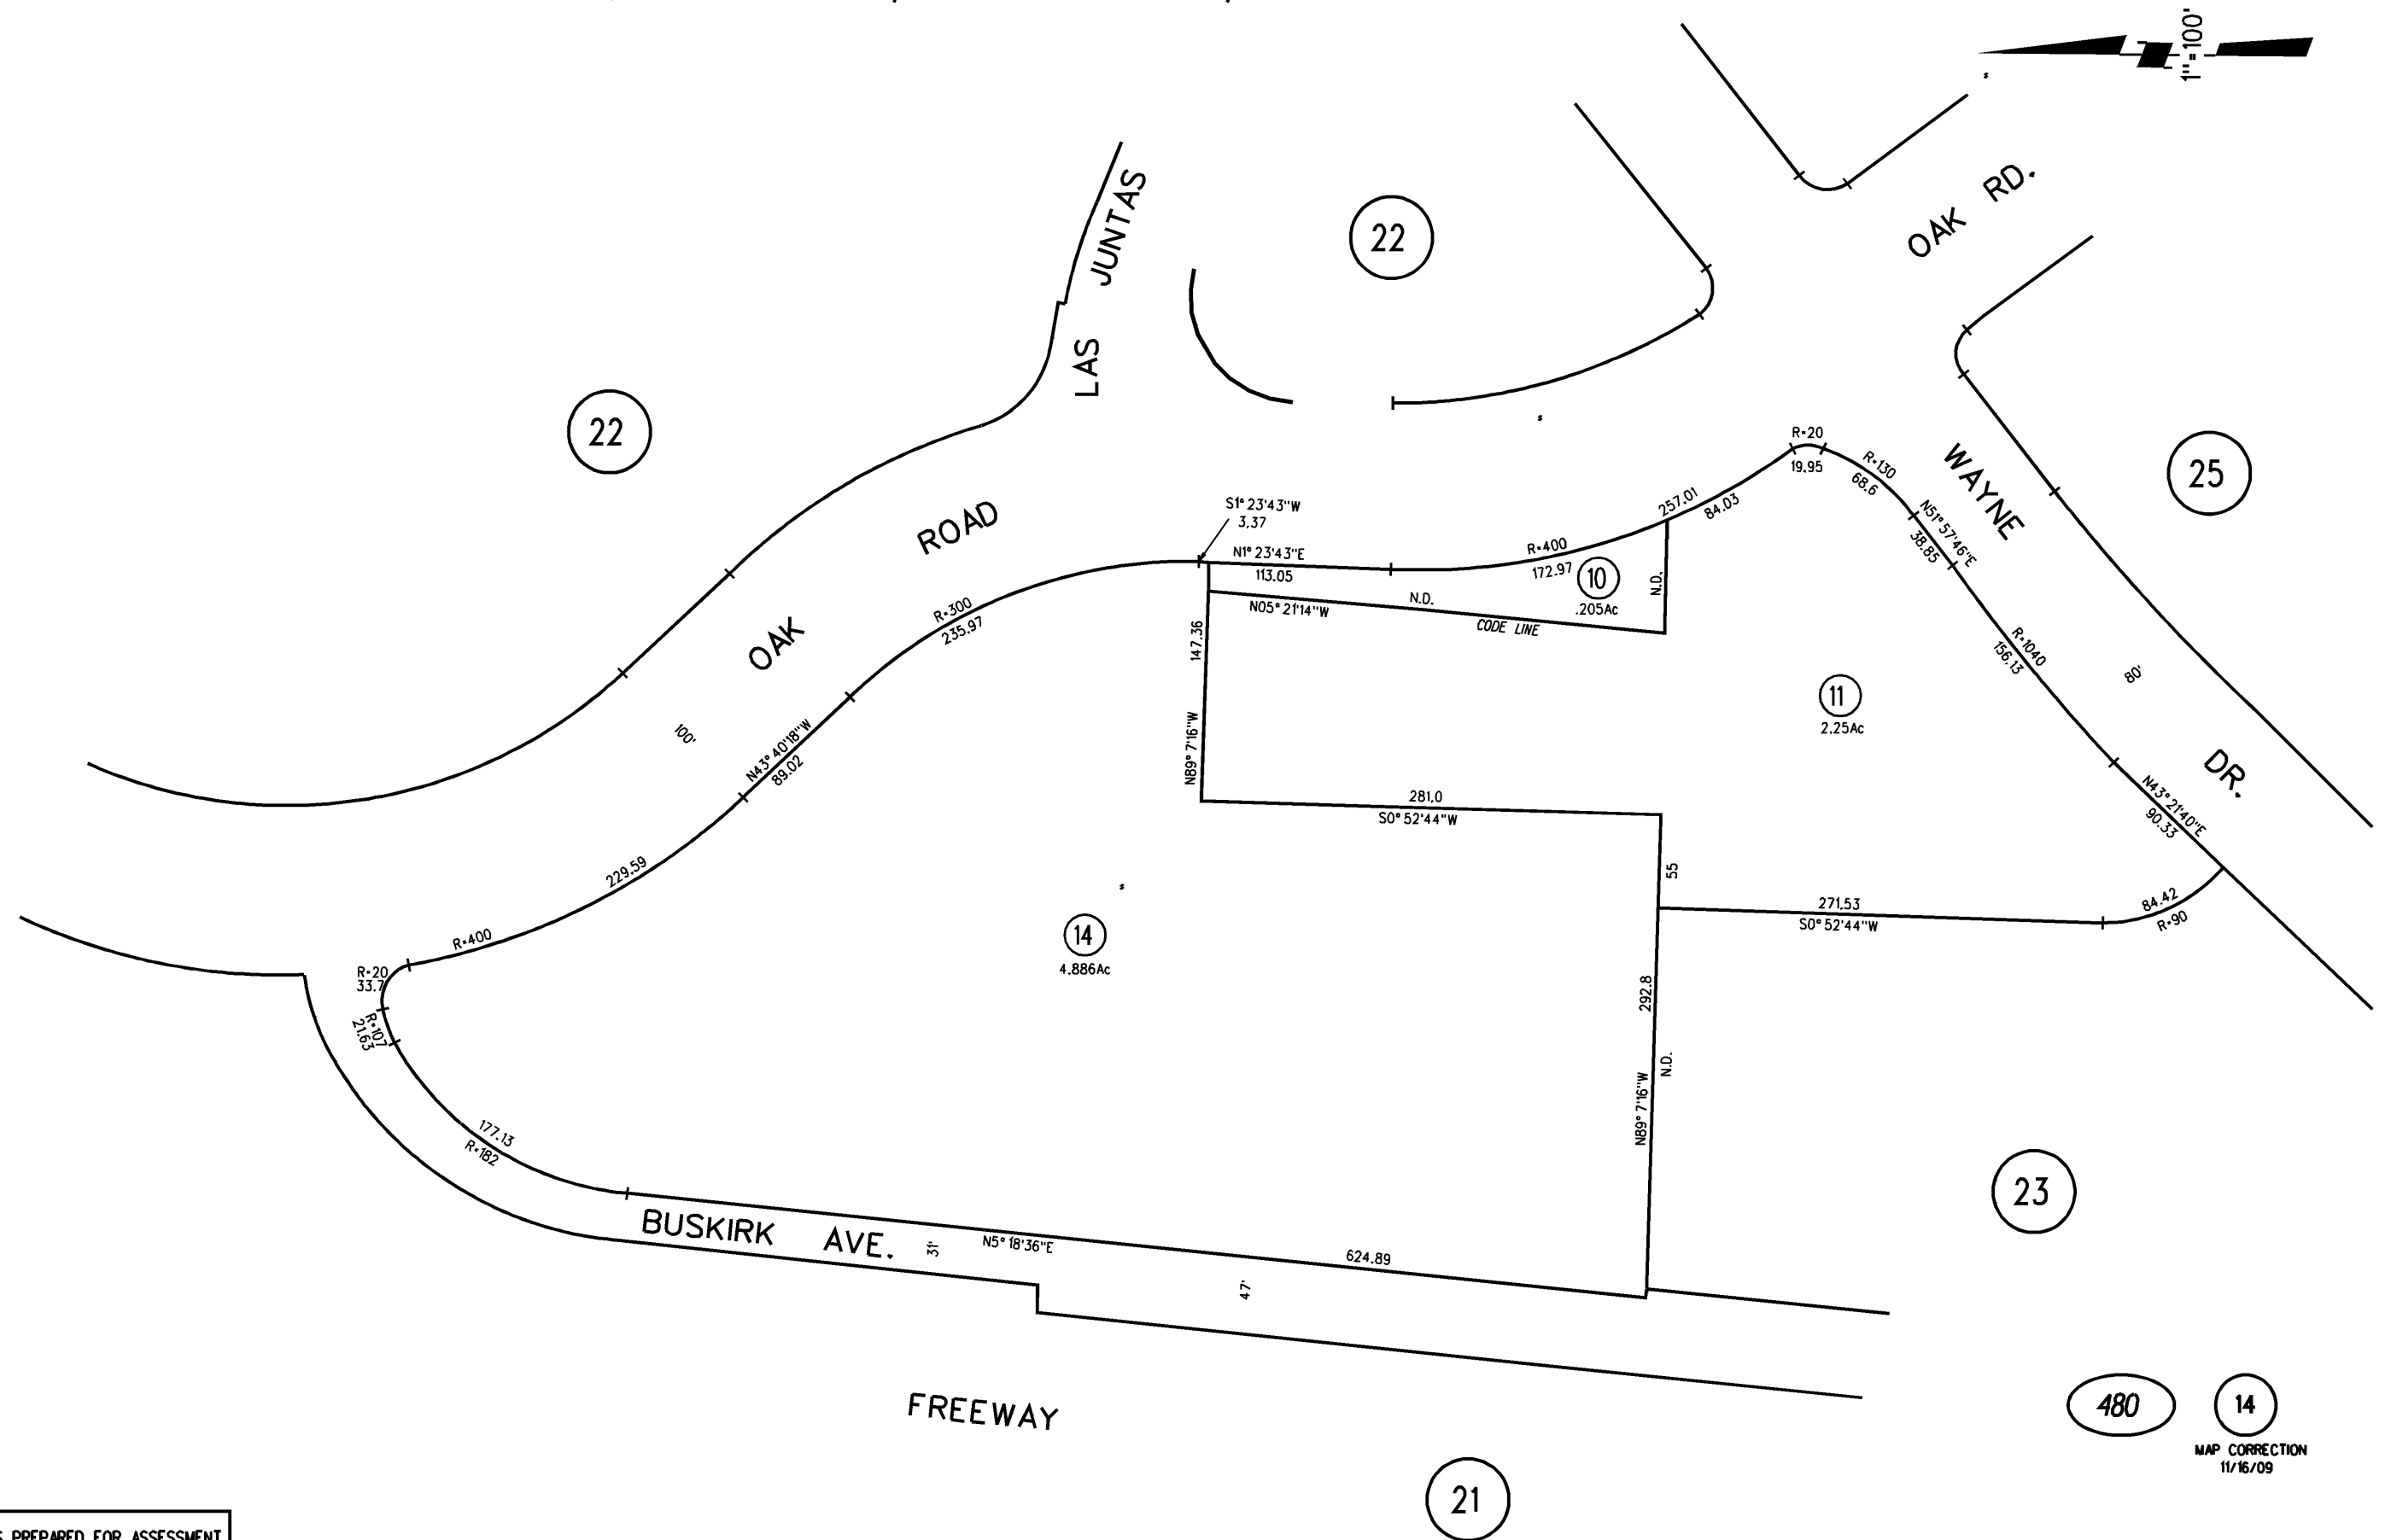 1"=100'
OAK RD.
LAS JUNTAS
22
22
25
WAYNE
DR.
80'
OAK ROAD
100'
S1° 23'43"W
3.37
N1° 23'43"E
113.05
R=400
172.97
257.01
84.03
R=20
19.95
R=130
68.6
N51° 57'46"E
38.85
R=1040
156.13
N43° 21'40"E
90.33
84.42
R=90
10
.205Ac
N.D.
N.D.
N05° 21'14"W
CODE LINE
11
2.25Ac
R=300
235.97
147.36
N89° 7'16"W
281.0
S0° 52'44"W
55
271.53
S0° 52'44"W
N43° 40'18"W
89.02
229.59
R=400
R=20
33.7
R=107
21.63
177.13
R=182
14
4.886Ac
292.8
N.D.
N89° 7'16"W
BUSKIRK AVE.
31'
N5° 18'36"E
624.89
47'
23
FREEWAY
21
480
14
MAP CORRECTION
11/16/09
PREPARED FOR ASSESSMENT